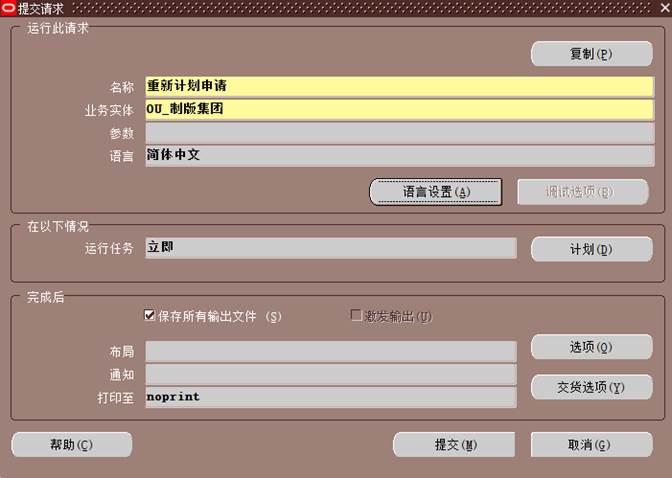 提交请求
运行此请求
复制(P)
名称 重新计划申请
业务实体 OU_制版集团
参数
语言 简体中文
语言设置(A) 调试选项(B)
在以下情况
运行任务 立即 计划(D)
完成后
保存所有输出文件 (S) 激发输出(U)
布局 选项(O)
通知
交货选项(Y)
打印至 noprint
帮助(C) 提交(M) 取消(G)